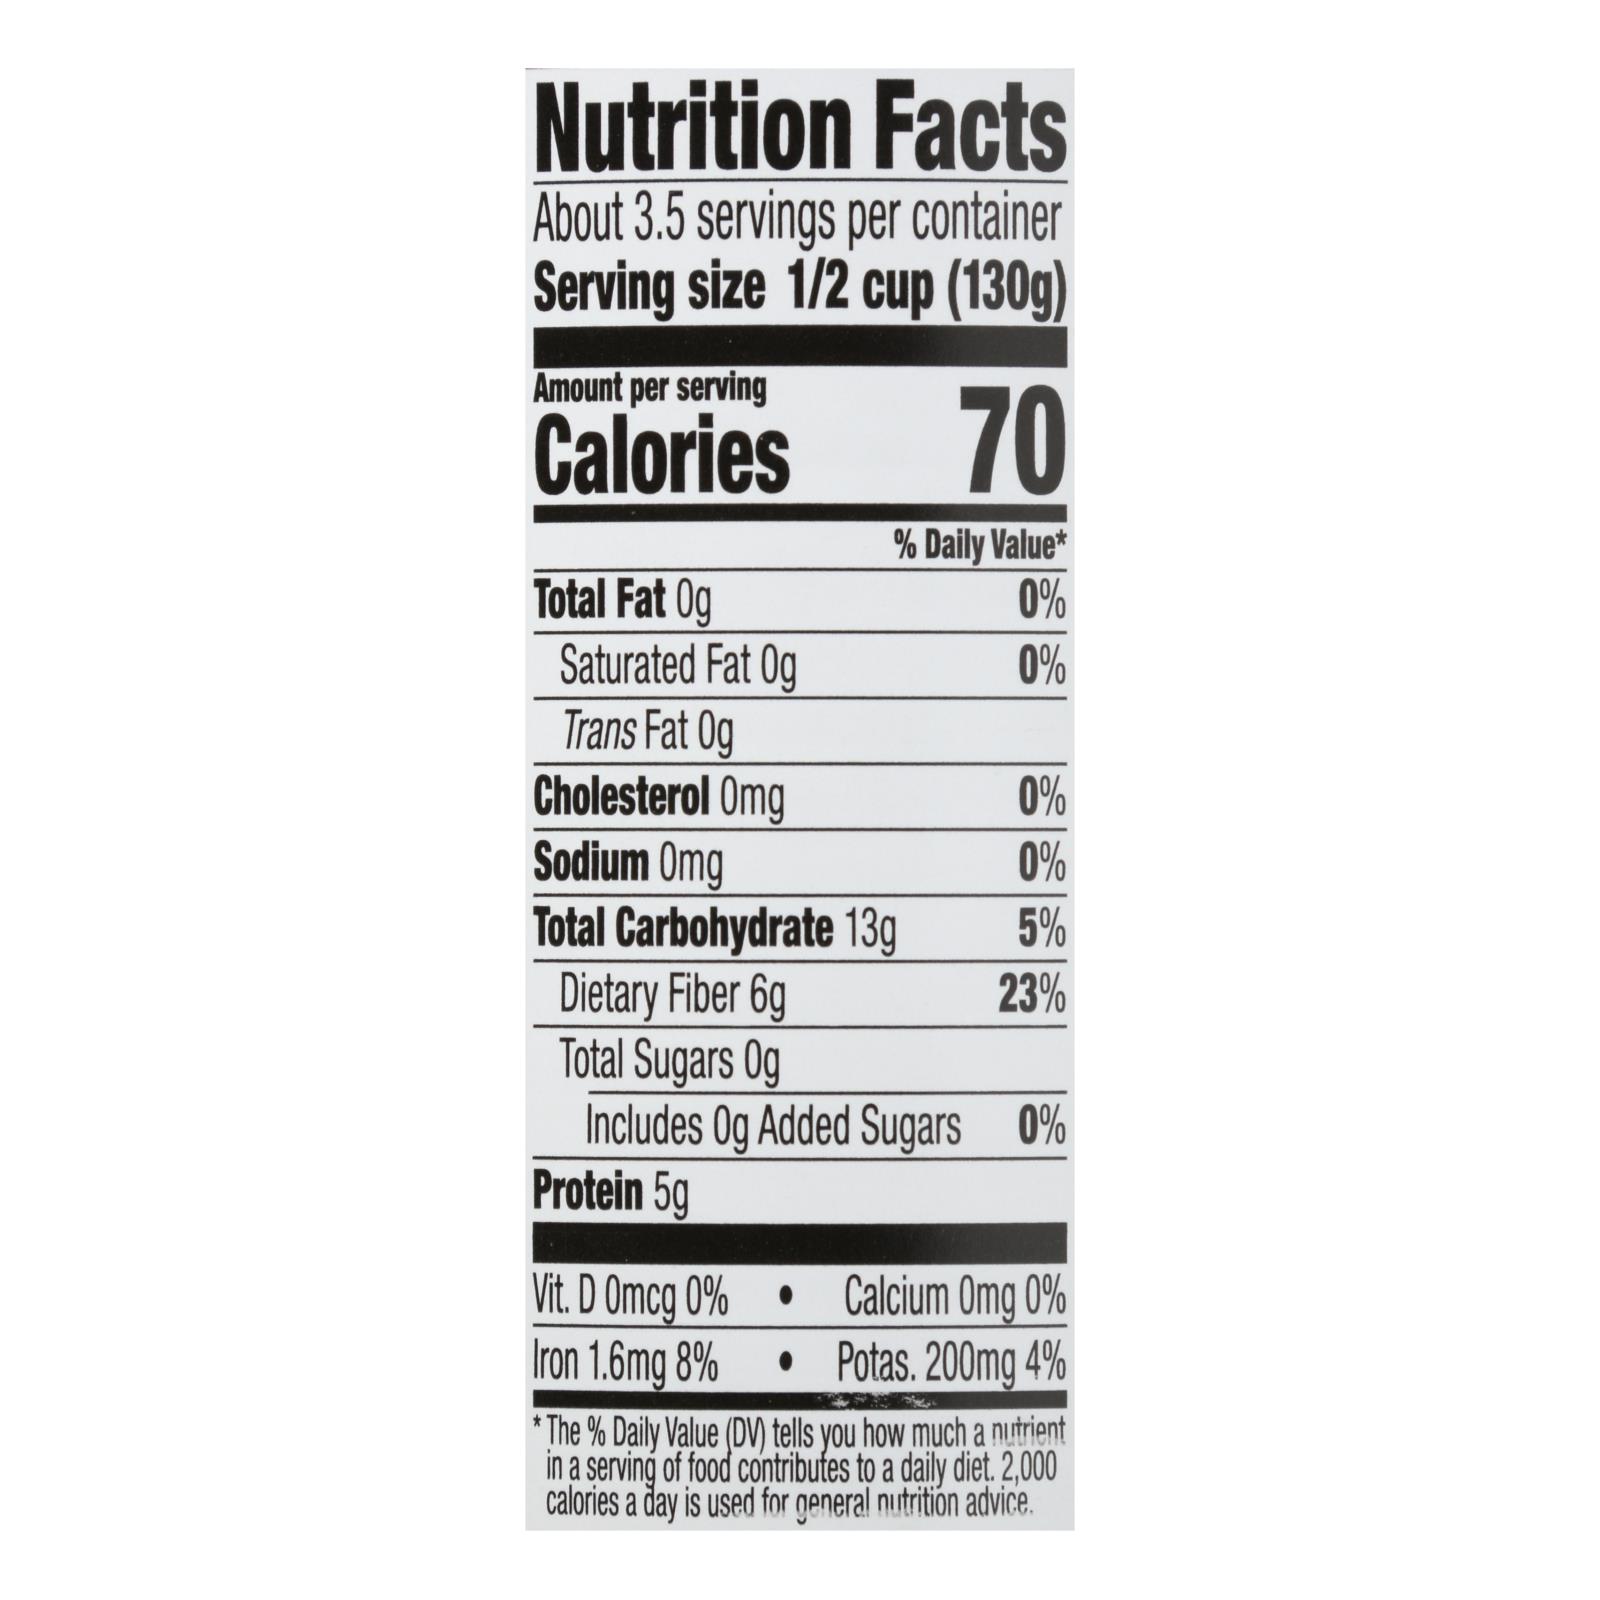 Nutrition Facts
About 3.5 servings per container
Serving size 1/2 cup (130g)
Amount per serving
Calories 70
% Daily Value*
Total Fat 0g 0%
Saturated Fat 0g 0%
Trans Fat 0g
Cholesterol 0mg 0%
Sodium 0mg 0%
Total Carbohydrate 13g 5%
Dietary Fiber 6g 23%
Total Sugars 0g
Includes 0g Added Sugars 0%
Protein 5g
Vit. D 0mcg 0% • Calcium 0mg 0%
Iron 1.6mg 8% • Potas. 200mg 4%
* The % Daily Value (DV) tells you how much a nutrient
in a serving of food contributes to a daily diet. 2,000
calories a day is used for general nutrition advice.